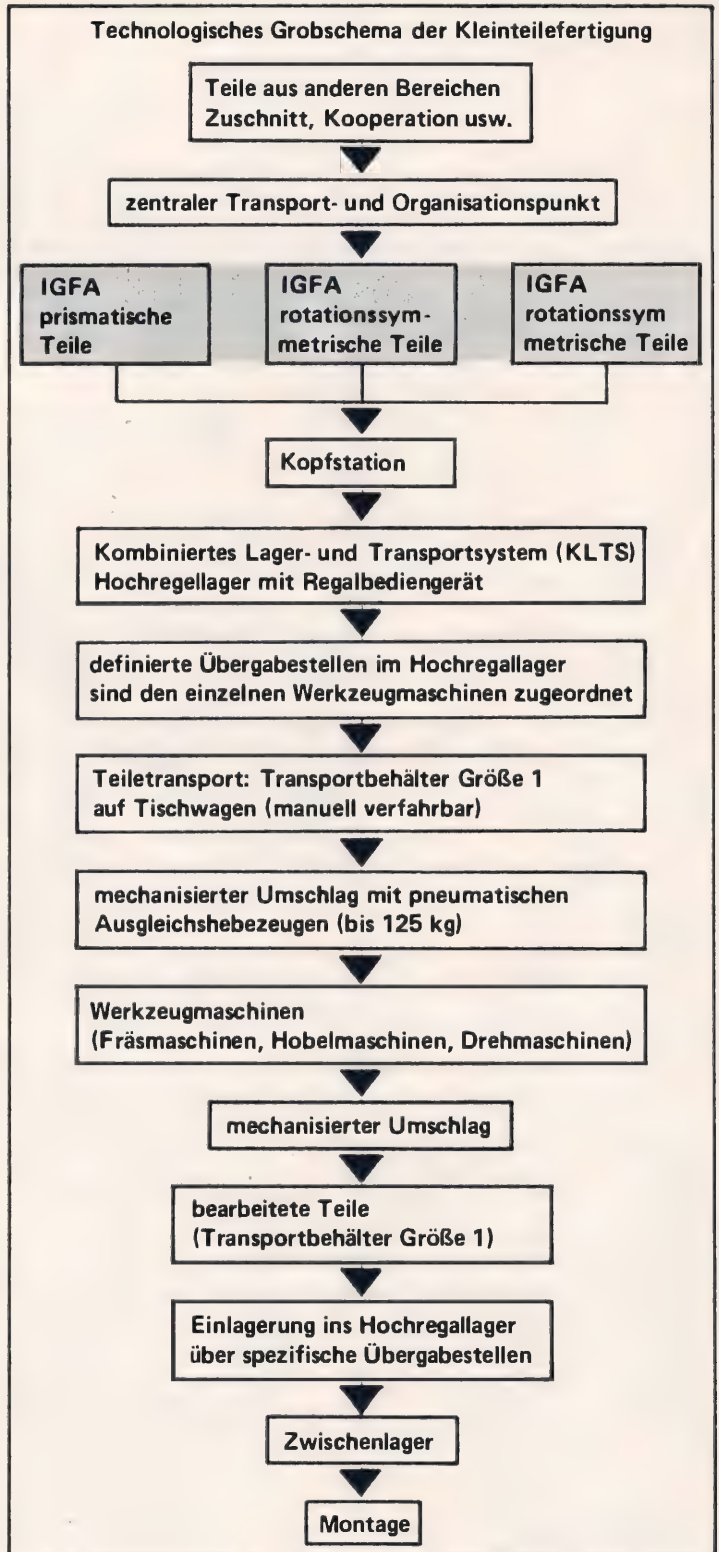 Technologisches Grobschema der Kleinteilefertigung
Teile aus anderen Bereichen
Zuschnitt, Kooperation usw.
zentraler Transport- und Organisationspunkt
IGFA
prismatische
Teile
IGFA
rotationssym-
metrische Teile
IGFA
rotationssym
metrische Teile
Kopfstation
Kombiniertes Lager- und Transportsystem (KLTS)
Hochregellager mit Regalbediengerät
definierte Übergabestellen im Hochregallager
sind den einzelnen Werkzeugmaschinen zugeordnet
Teiletransport: Transportbehälter Größe 1
auf Tischwagen (manuell verfahrbar)
mechanisierter Umschlag mit pneumatischen
Ausgleichshebezeugen (bis 125 kg)
Werkzeugmaschinen
(Fräsmaschinen, Hobelmaschinen, Drehmaschinen)
mechanisierter Umschlag
bearbeitete Teile
(Transportbehälter Größe 1)
Einlagerung ins Hochregallager
über spezifische Übergabestellen
Zwischenlager
Montage